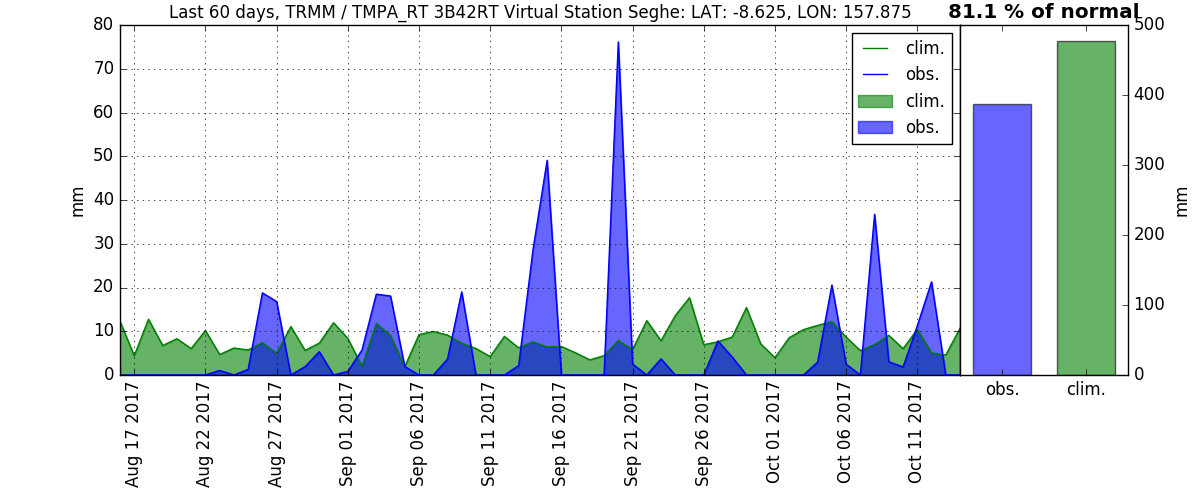 Last 60 days, TRMM / TMPA_RT 3B42RT Virtual Station Seghe: LAT: -8.625, LON: 157.875
81.1 % of normal
80
70
60
50
40
30
20
10
0
mm
clim.
obs.
clim.
obs.
Aug 17 2017
Aug 22 2017
Aug 27 2017
Sep 01 2017
Sep 06 2017
Sep 11 2017
Sep 16 2017
Sep 21 2017
Sep 26 2017
Oct 01 2017
Oct 06 2017
Oct 11 2017
500
400
300
200
100
0
mm
obs.
clim.